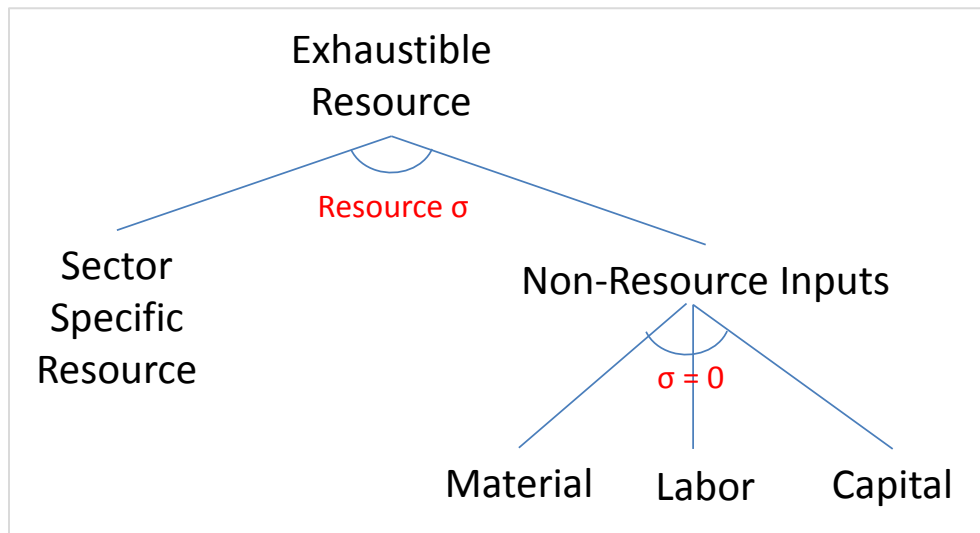 Exhaustible
Resource
Resource σ
Sector
Specific
Resource
Non-Resource Inputs
σ = 0
Material
Labor
Capital